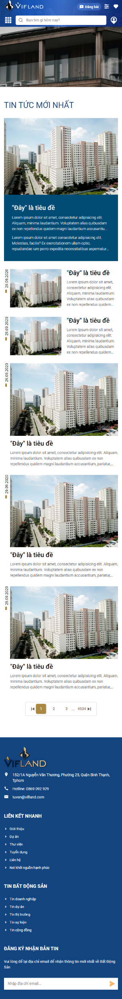 VIFLAND
Đăng bài
Bạn tìm gì hôm nay?
TIN TỨC MỚI NHẤT
"Đây" là tiêu đề
Lorem ipsum dolor sit amet, consectetur adipisicing elit.
Aliquam, minima laudantium. Voluptatem alias quibusdam
ex non repellendus quidem magni laudantium accusantiu...
Lorem ipsum dolor sit amet consectetur adipisicing elit.
Molestias, facilis? Ex exercitationem ullam optio,
repudiandae iure porro expedita necessitatibus aspernatur...
29.09.2020
"Đây" là tiêu đề
Lorem ipsum dolor sit amet,
consectetur adipisicing elit.
Aliquam, minima laudantium.
Voluptatem alias quibusdam
ex non repellendus quidem...
29.09.2020
"Đây" là tiêu đề
Lorem ipsum dolor sit amet,
consectetur adipisicing elit.
Aliquam, minima laudantium.
Voluptatem alias quibusdam
ex non repellendus quidem...
29.09.2020
"Đây" là tiêu đề
Lorem ipsum dolor sit amet, consectetur adipisicing elit. Aliquam,
minima laudantium. Voluptatem alias quibusdam ex non
repellendus quidem magni laudantium accusantium, pariatur,...
29.09.2020
"Đây" là tiêu đề
Lorem ipsum dolor sit amet, consectetur adipisicing elit. Aliquam,
minima laudantium. Voluptatem alias quibusdam ex non
repellendus quidem magni laudantium accusantium, pariatur,...
29.09.2020
"Đây" là tiêu đề
Lorem ipsum dolor sit amet, consectetur adipisicing elit. Aliquam,
minima laudantium. Voluptatem alias quibusdam ex non
repellendus quidem magni laudantium accusantium, pariatur,...
1 2 3 ... 4534
VIFLAND
152/1A Nguyễn Văn Thương, Phường 25, Quận Bình Thạnh,
Tphcm
Hotline: 0869 092 929
tuvan@vifland.com
LIÊN KẾT NHANH
Giới thiệu
Dự án
Thư viện
Tuyển dụng
Liên hệ
Nơi khởi nguồn hạnh phúc
TIN BẤT ĐỘNG SẢN
Tin doanh nghiệp
Tin dự án
Tin thị trường
Tin sự kiện
Tin cộng đồng
ĐĂNG KÝ NHẬN BẢN TIN
Vui lòng để lại địa chỉ email để nhận thông tin mới nhất về Bất Động
Sản
Nhập địa chỉ email...